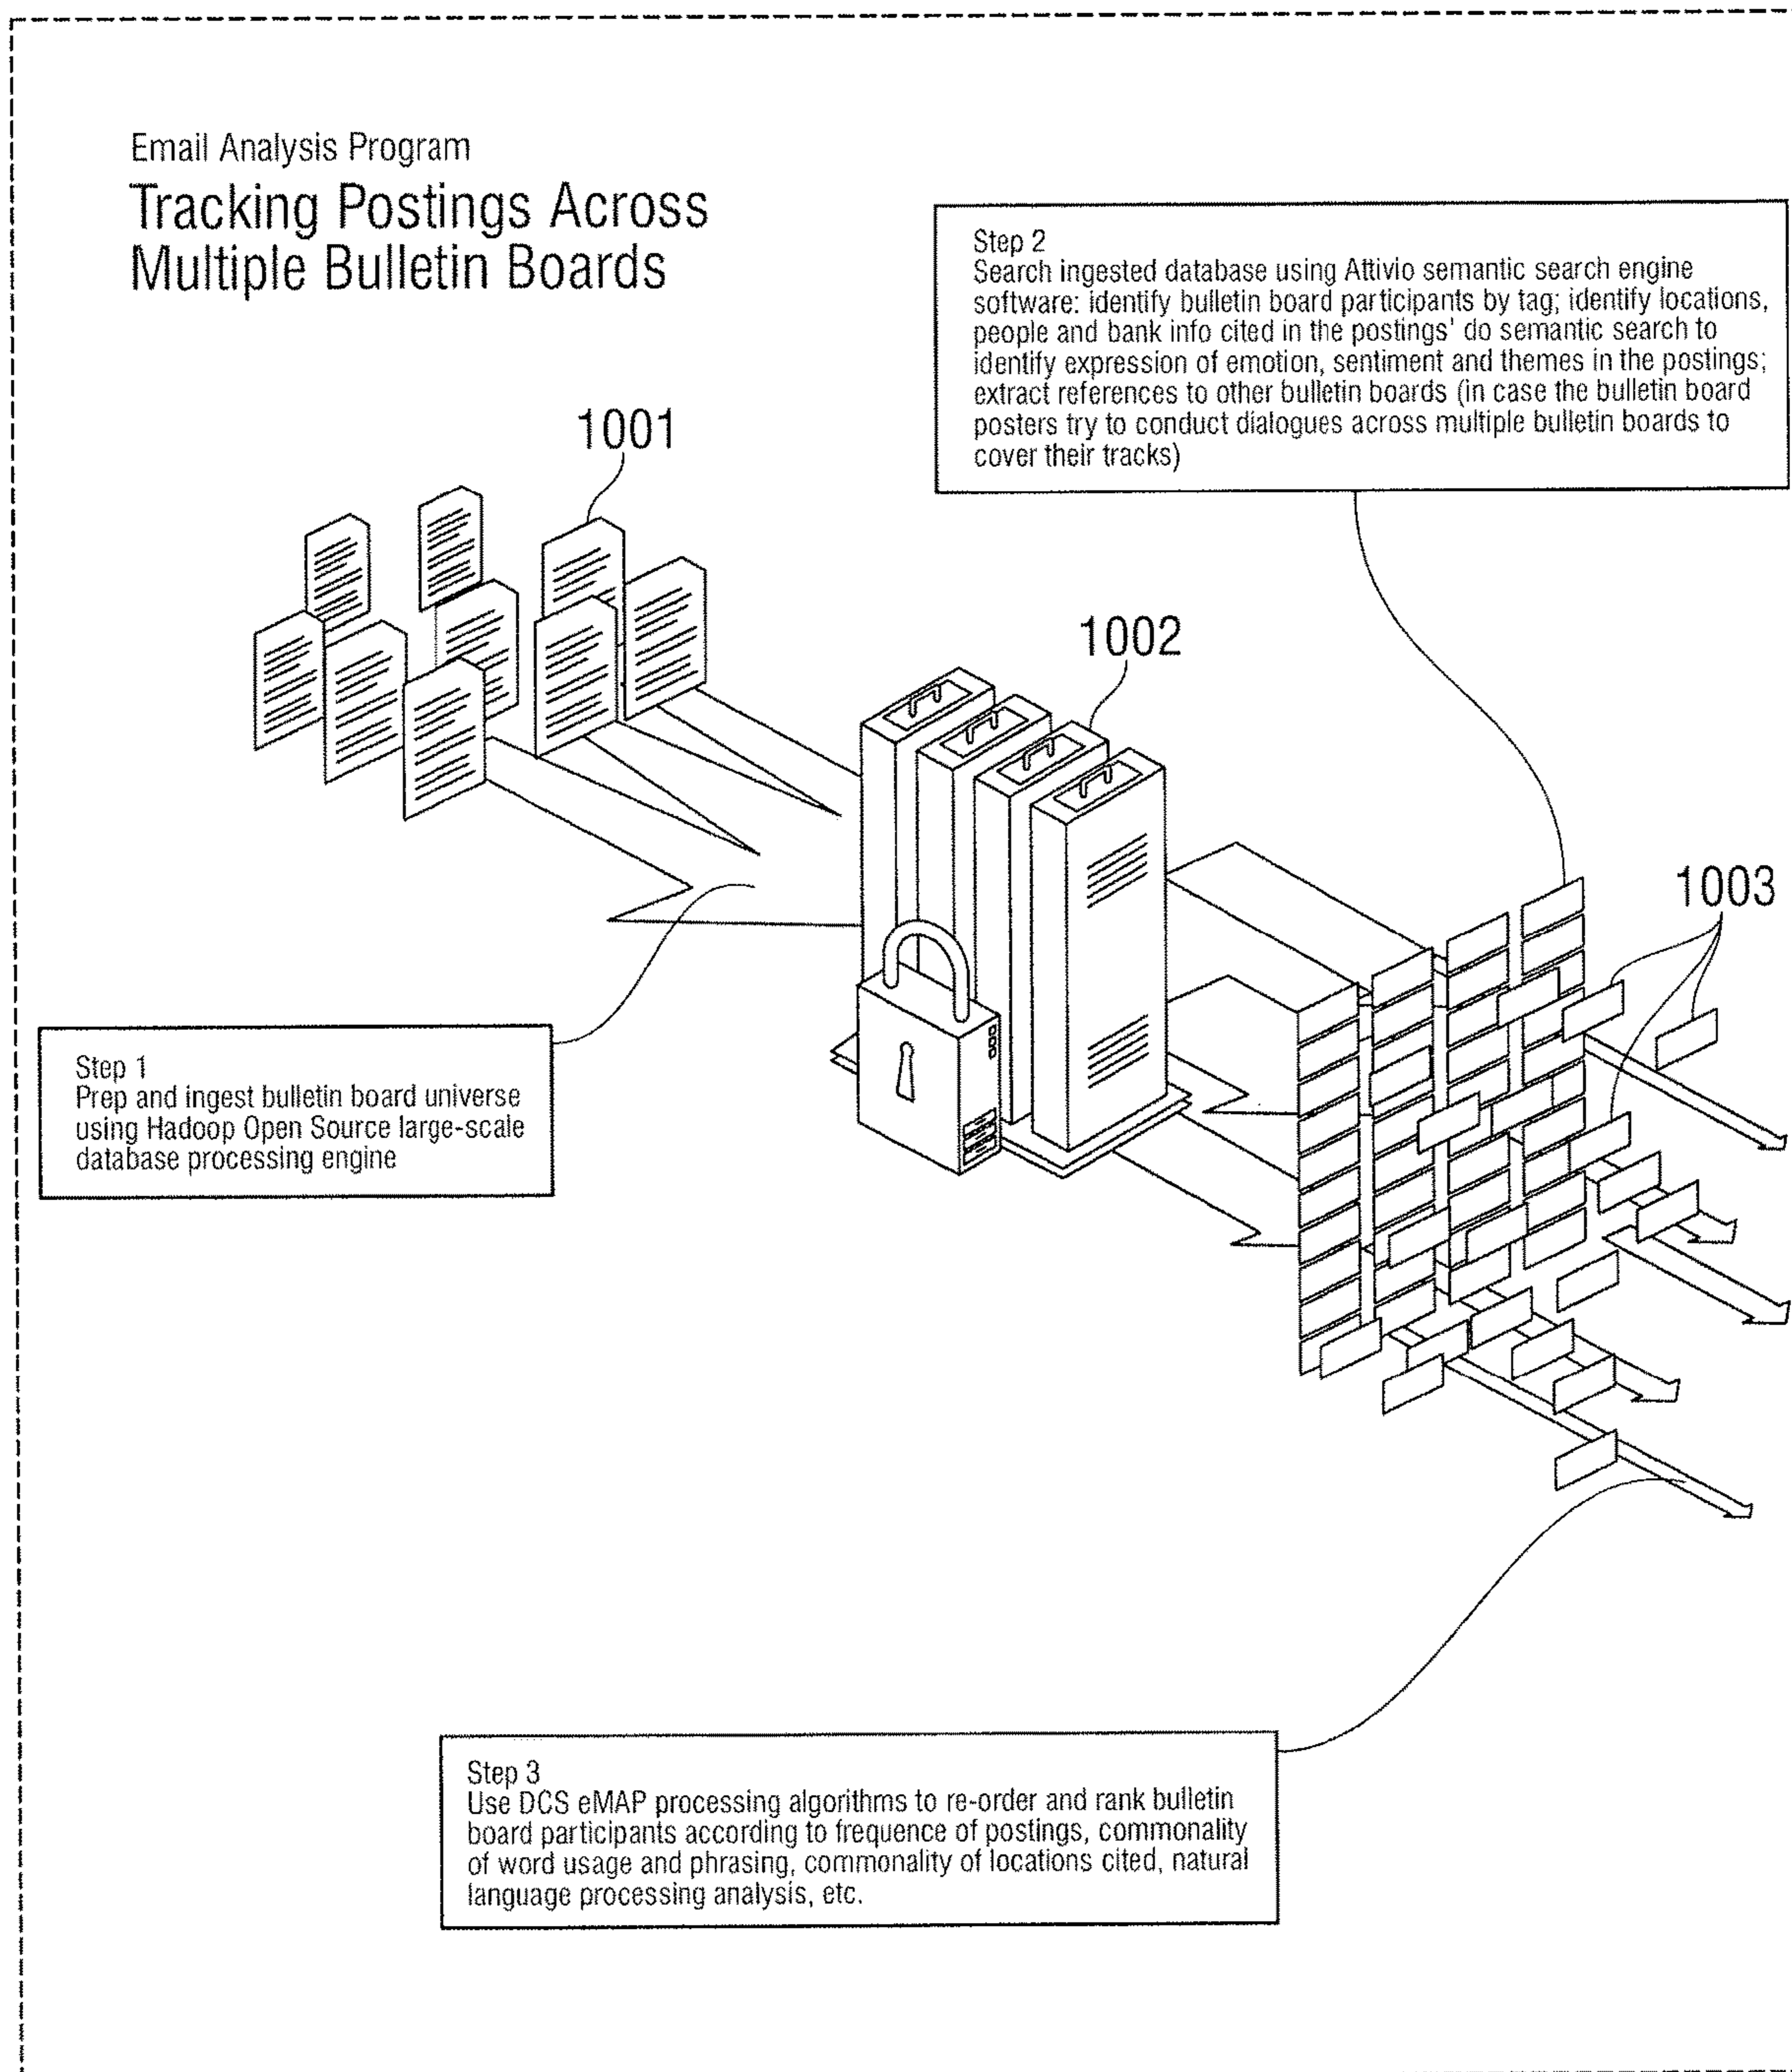 Email Analysis Program
Tracking Postings Across
Multiple Bulletin Boards
Step 2
Search ingested database using Attivio semantic search engine
software: identify bulletin board participants by tag; identify locations,
people and bank info cited in the postings' do semantic search to
identify expression of emotion, sentiment and themes in the postings;
extract references to other bulletin boards (in case the bulletin board
posters try to conduct dialogues across multiple bulletin boards to
cover their tracks)
1001
1002
1003
Step 1
Prep and ingest bulletin board universe
using Hadoop Open Source large-scale
database processing engine
Step 3
Use DCS eMAP processing algorithms to re-order and rank bulletin
board participants according to frequence of postings, commonality
of word usage and phrasing, commonality of locations cited, natural
language processing analysis, etc.